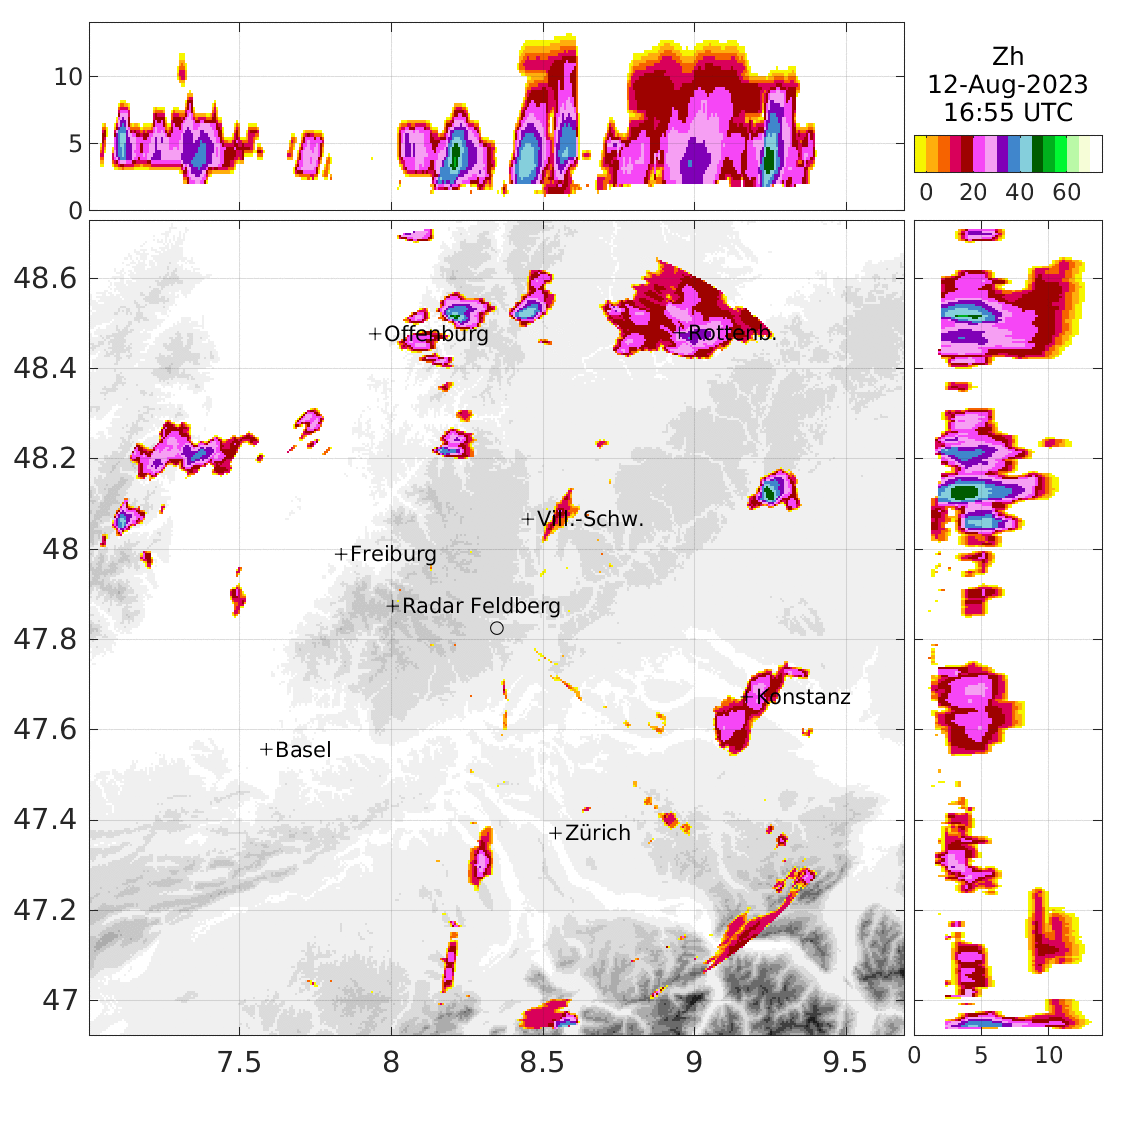 Zh
12-Aug-2023
16:55 UTC
0 20 40 60
10
5
0
48.6
48.4
48.2
48
47.8
47.6
47.4
47.2
47
Offenburg
Rottenb.
Vill.-Schw.
Freiburg
Radar Feldberg
Konstanz
Basel
Zürich
7.5 8 8.5 9 9.5
0 5 10